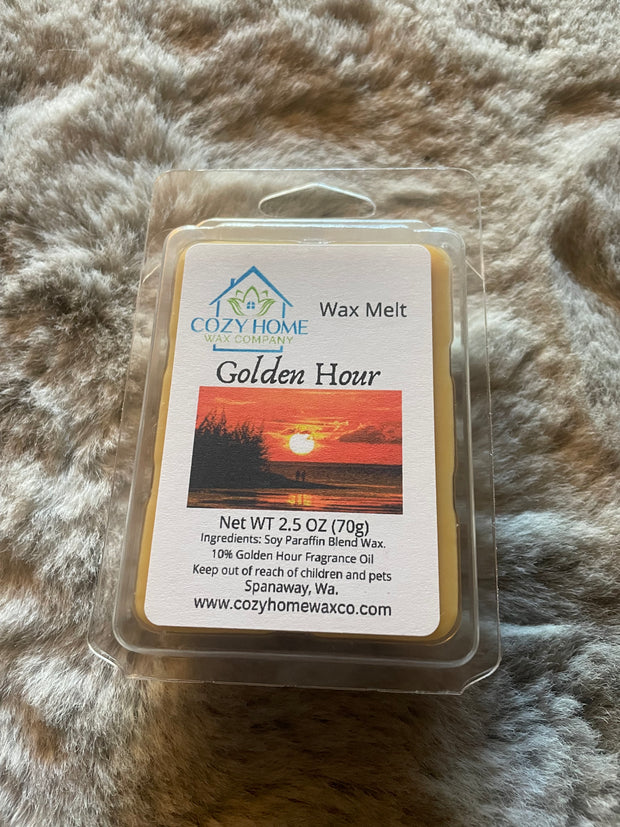 COZY HOME
WAX COMPANY
Wax Melt
Golden Hour
Net WT 2.5 OZ (70g)
Ingredients: Soy Paraffin Blend Wax.
10% Golden Hour Fragrance Oil
Keep out of reach of children and pets
Spanaway, Wa.
www.cozyhomewaxco.com